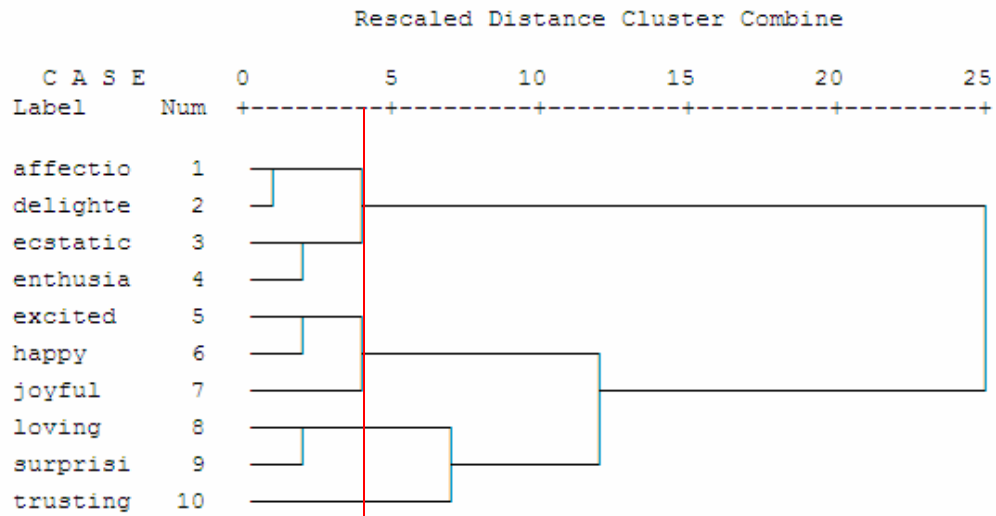 Rescaled Distance Cluster Combine
C A S E 0 5 10 15 20 25
Label Num +---------+---------+---------+---------+---------+
affectio 1
delighte 2
ecstatic 3
enthusia 4
excited 5
happy 6
joyful 7
loving 8
surprisi 9
trusting 10